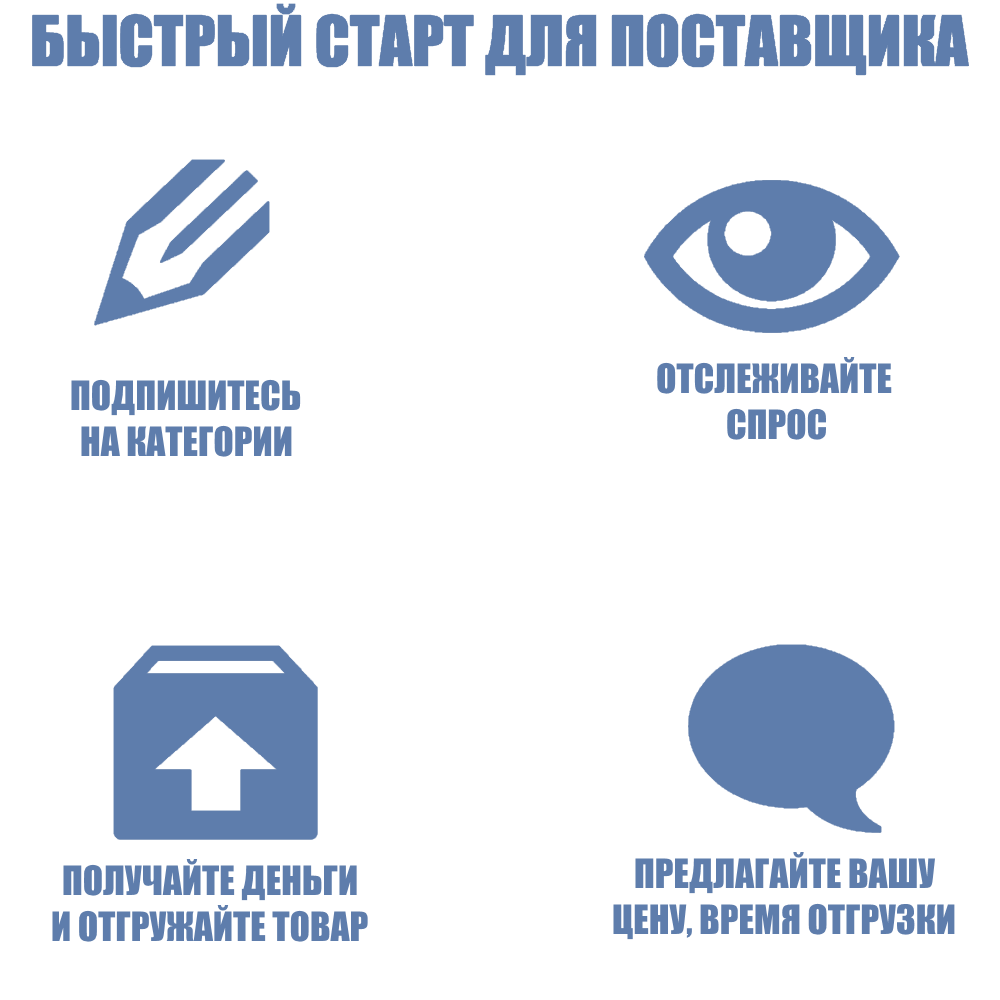 БЫСТРЫЙ СТАРТ ДЛЯ ПОСТАВЩИКА
ПОДПИШИТЕСЬ
НА КАТЕГОРИИ
ОТСЛЕЖИВАЙТЕ
СПРОС
ПОЛУЧАЙТЕ ДЕНЬГИ
И ОТГРУЖАЙТЕ ТОВАР
ПРЕДЛАГАЙТЕ ВАШУ
ЦЕНУ, ВРЕМЯ ОТГРУЗКИ